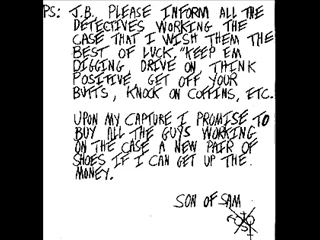 PS: J.B. PLEASE INFORM ALL THE
DETECTIVES WORKING THE
CASE THAT I WISH THEM THE
BEST OF LUCK. "KEEP EM
DIGGING DRIVE ON THINK
POSITIVE, GET OFF YOUR
BUTTS, KNOCK ON COFFINS, ETC.
UPON MY CAPTURE I PROMISE TO
BUY ALL THE GUYS WORKING
ON THE CASE A NEW PAIR OF
SHOES IF I CAN GET UP THE
MONEY.
SON OF SAM